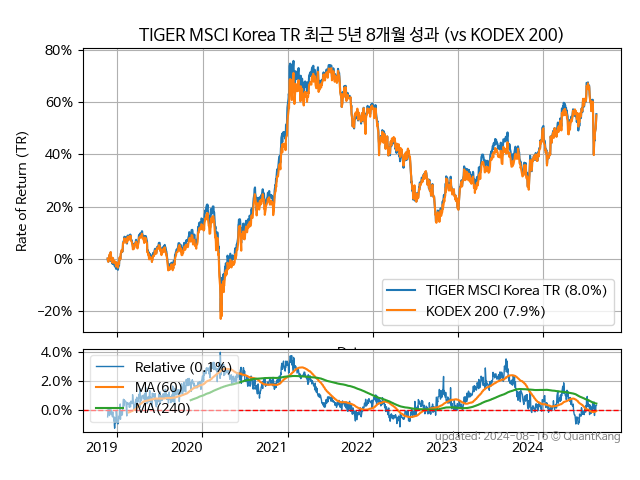 TIGER MSCI Korea TR 최근 5년 8개월 성과 (vs KODEX 200)
80%
60%
40%
20%
0%
−20%
Rate of Return (TR)
TIGER MSCI Korea TR (8.0%)
KODEX 200 (7.9%)
4.0%
2.0%
0.0%
Relative (0.1%)
MA(60)
MA(240)
2019
2020
2021
2022
2023
2024
updated: 2024-08-16 © QuantKang